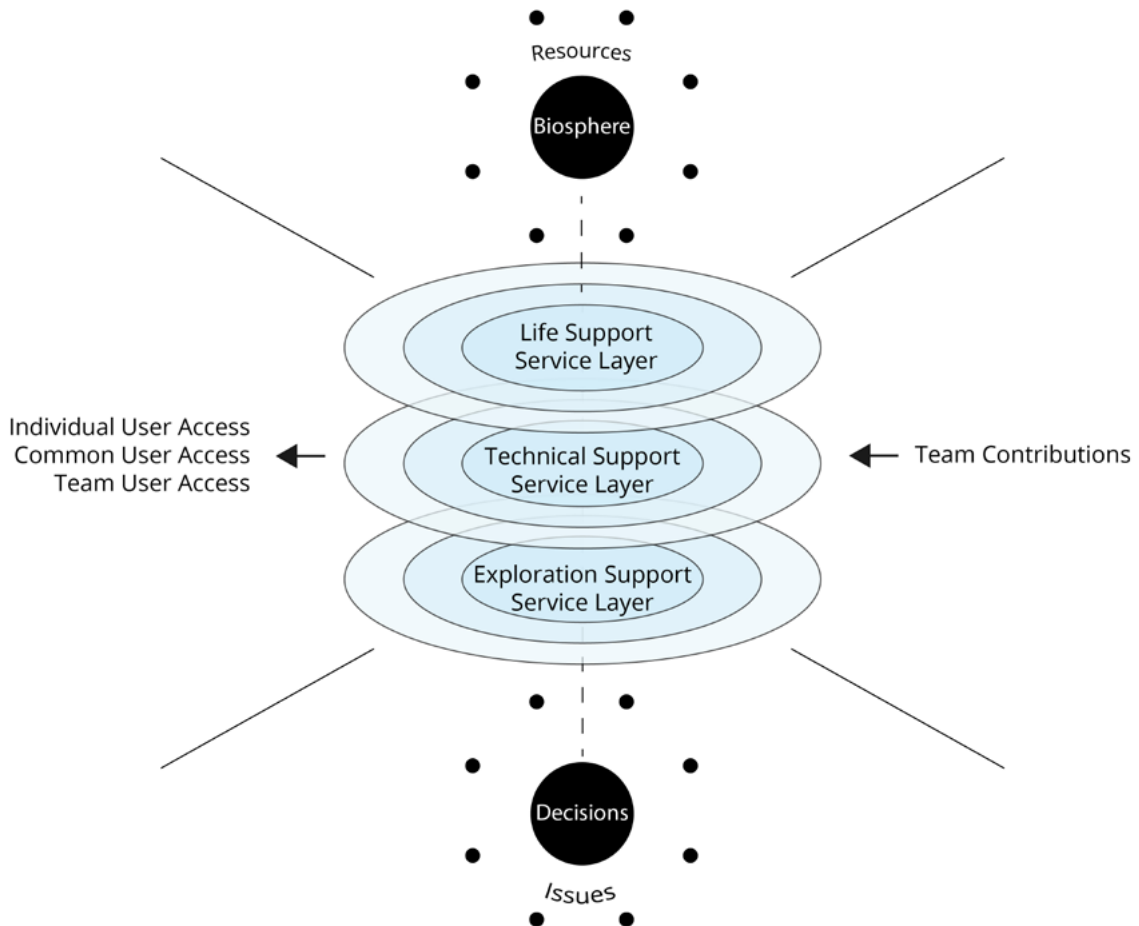 Resources
Biosphere
Life Support
Service Layer
Individual User Access
Common User Access
Team User Access
Technical Support
Service Layer
Team Contributions
Exploration Support
Service Layer
Decisions
Issues